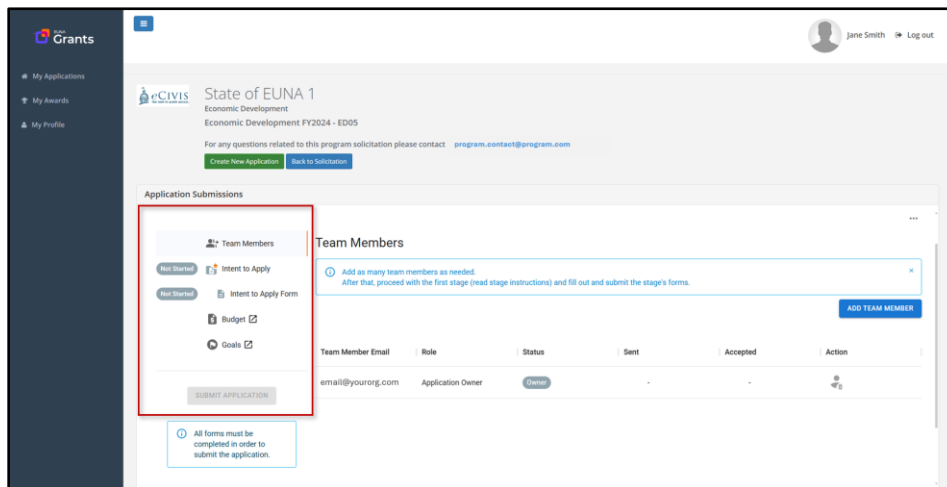 EUNA
Grants
Jane Smith
Log out
My Applications
My Awards
My Profile
eCIVIS
State of EUNA 1
Economic Development
Economic Development FY2024 - ED05
For any questions related to this program solicitation please contact program.contact@program.com
Create New Application
Back to Solicitation
Application Submissions
Team Members
Not Started
Intent to Apply
Not Started
Intent to Apply Form
Budget
Goals
SUBMIT APPLICATION
All forms must be
completed in order to
submit the application.
Team Members
Add as many team members as needed.
After that, proceed with the first stage (read stage instructions) and fill out and submit the stage's forms.
ADD TEAM MEMBER
Team Member Email Role Status Sent Accepted Action
email@yourorg.com Application Owner Owner - -